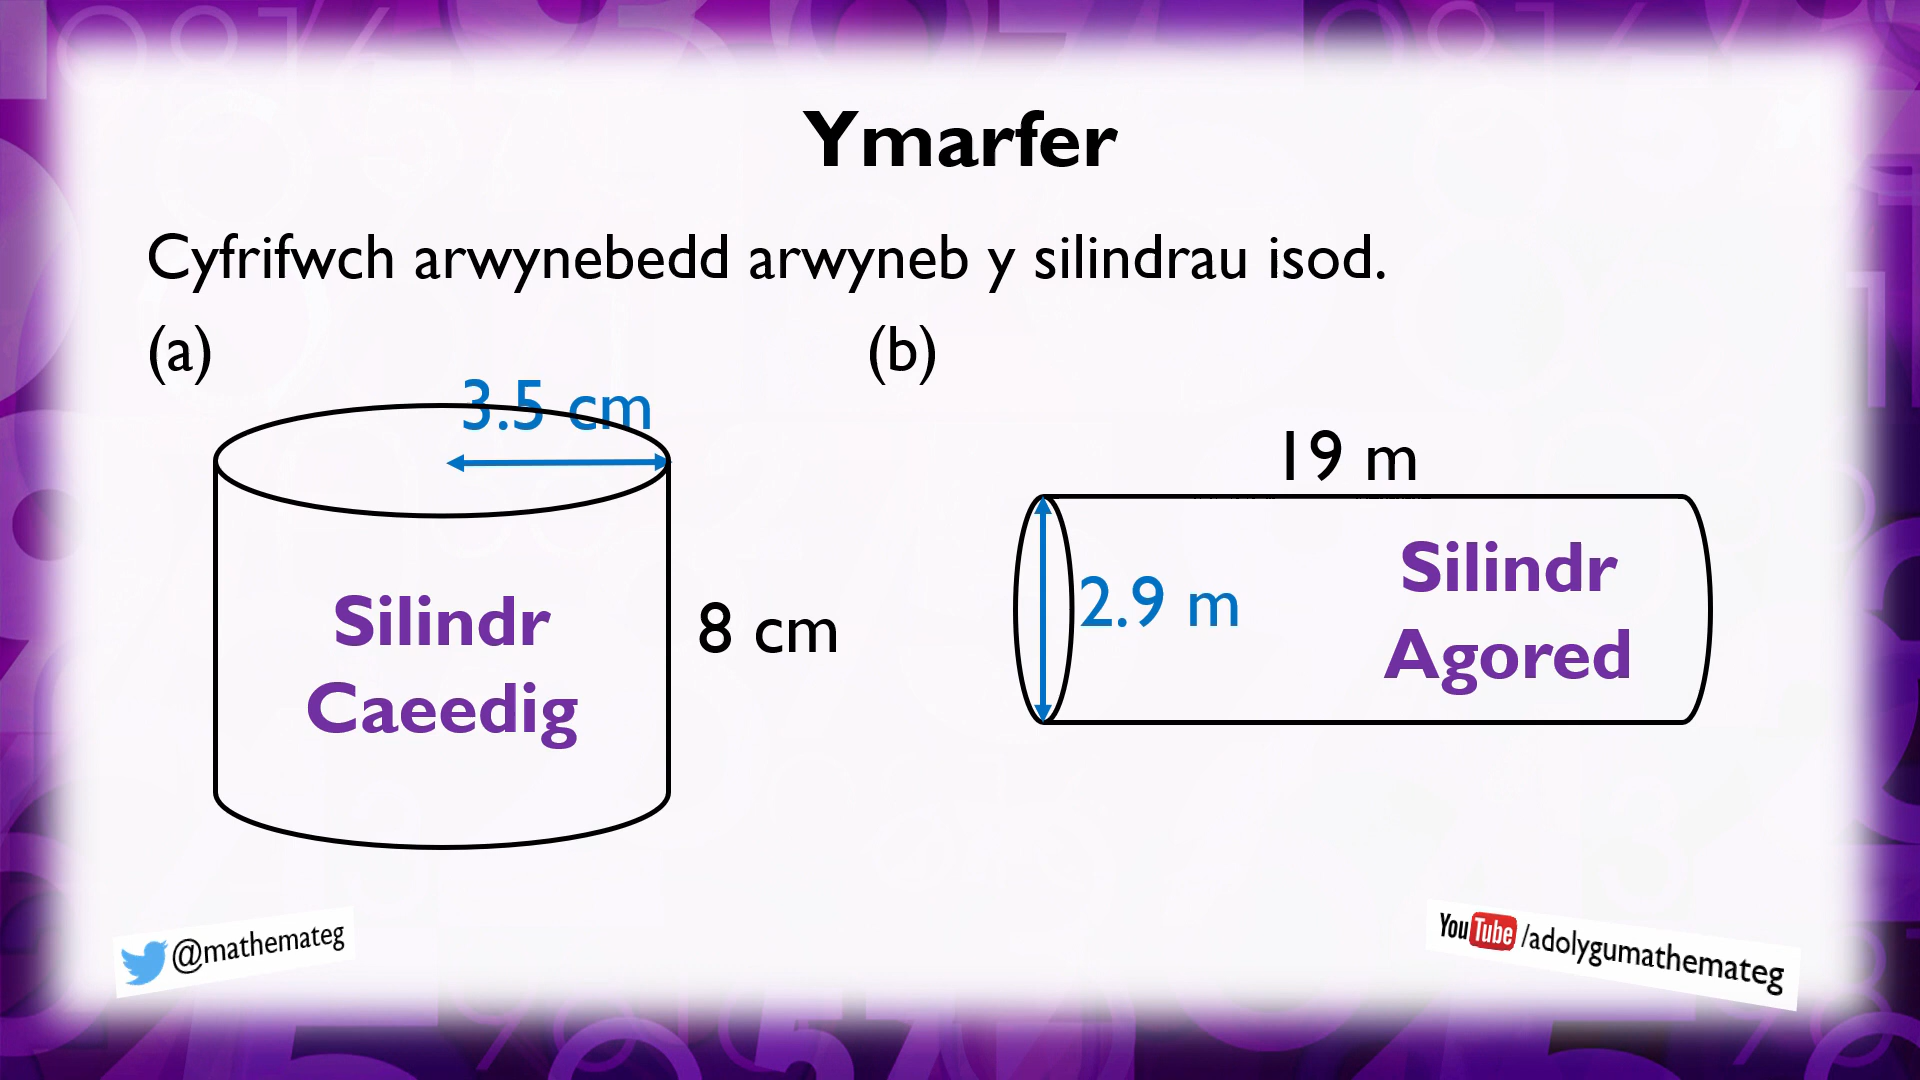 Ymarfer
Cyfrifwch arwynebedd arwyneb y silindrau isod.
(a)
3.5 cm
Silindr
Caeedig
8 cm
(b)
19 m
2.9 m
Silindr
Agored
@mathemateg
YouTube /adolygumathemateg